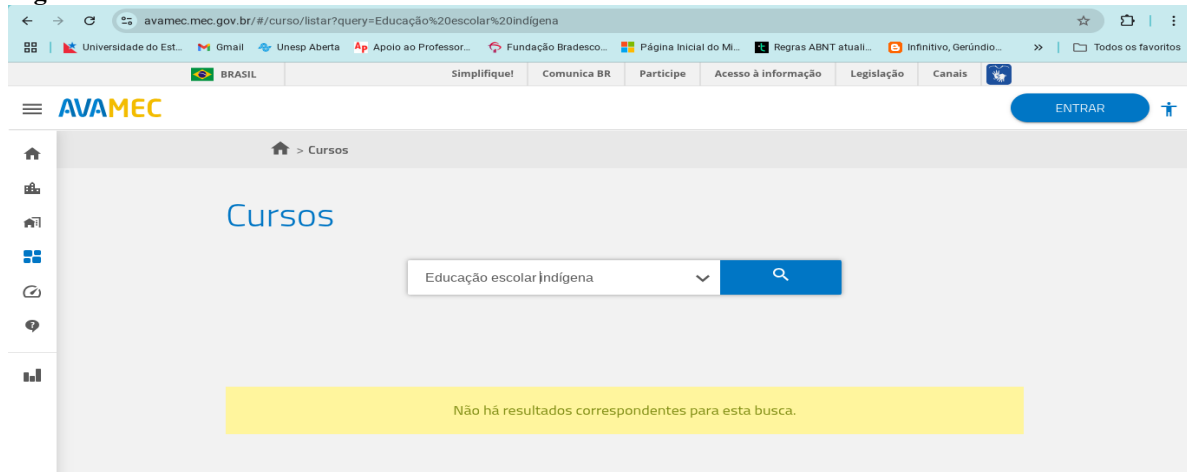 avamec.mec.gov.br/#/curso/listar?query=Educação%20escolar%20indígena
Universidade do Est... Gmail Unesp Aberta Ap Apoio ao Professor... Fundação Bradesco... Página Inicial do Mi... t Regras ABNT atuali... Infinitivo, Gerúndio... » Todos os favoritos
BRASIL Simplifique! Comunica BR Participe Acesso à informação Legislação Canais
AVAMEC ENTRAR
> Cursos
Cursos
Educação escolar indígena
Não há resultados correspondentes para esta busca.